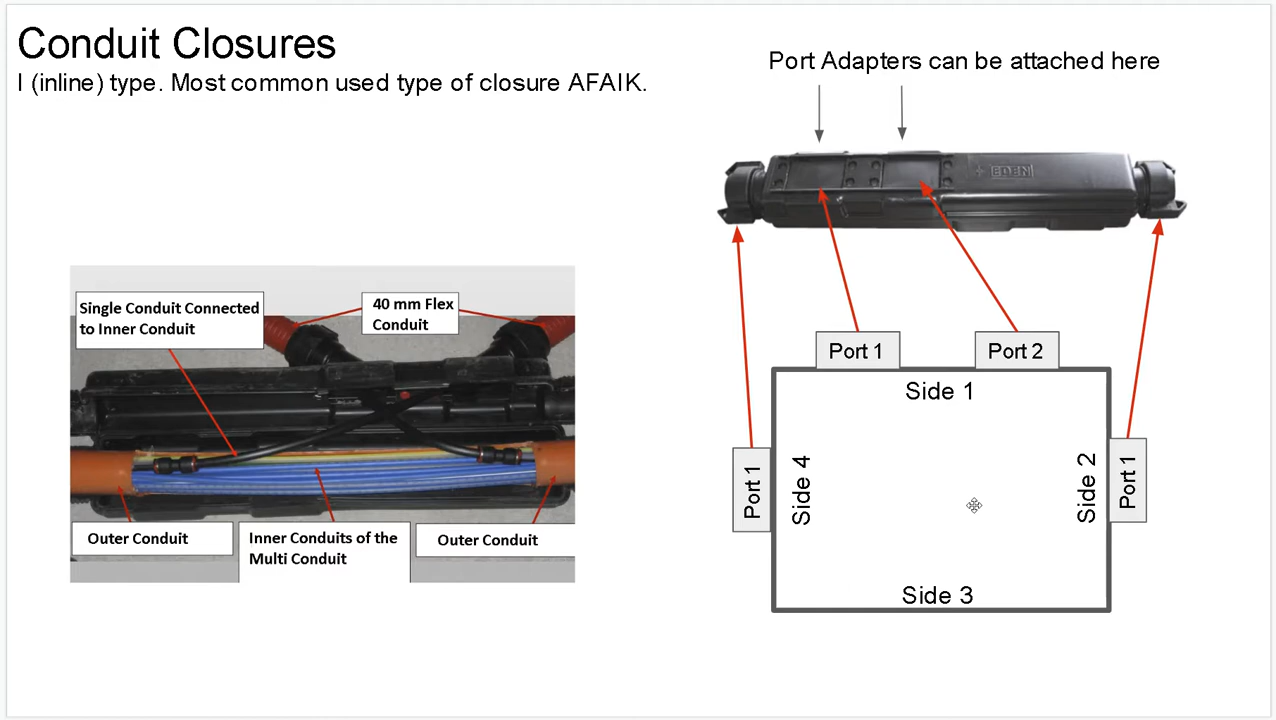 Conduit Closures
I (inline) type. Most common used type of closure AFAIK.
Port Adapters can be attached here
EDEN
Single Conduit Connected
to Inner Conduit
40 mm Flex
Conduit
Outer Conduit
Inner Conduits of the
Multi Conduit
Outer Conduit
Port 1
Port 2
Side 1
Port 1
Side 4
Side 2
Port 1
Side 3